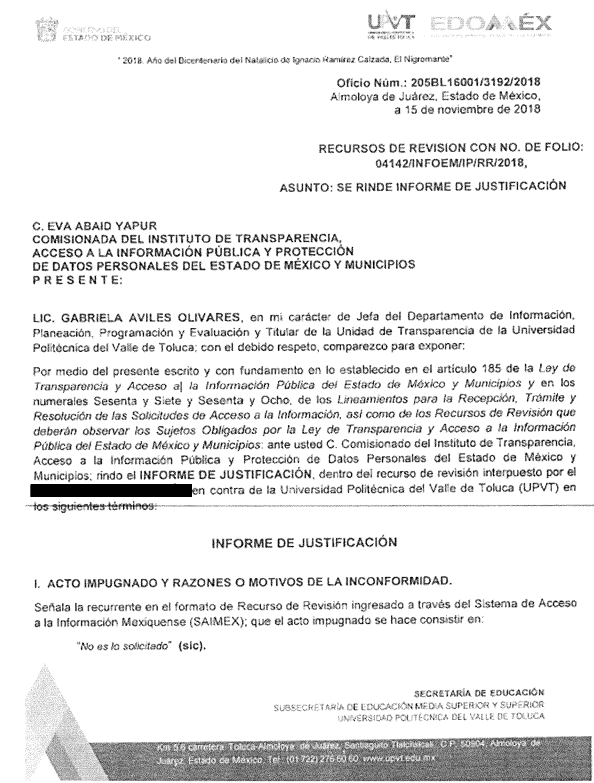 GOBIERNO DEL
ESTADO DE MÉXICO
UPVT
EDOMÉX
" 2018. Año del Bicentenario del Natalicio de Ignacio Ramírez Calzada, El Nigromante"
Oficio Núm.: 205BL16001/3192/2018
Almoloya de Juárez, Estado de México,
a 15 de noviembre de 2018
RECURSOS DE REVISION CON NO. DE FOLIO:
04142/INFOEM/IP/RR/2018,
ASUNTO: SE RINDE INFORME DE JUSTIFICACIÓN
C. EVA ABAID YAPUR
COMISIONADA DEL INSTITUTO DE TRANSPARENCIA,
ACCESO A LA INFORMACIÓN PÚBLICA Y PROTECCIÓN
DE DATOS PERSONALES DEL ESTADO DE MÉXICO Y MUNICIPIOS
P R E S E N T E:
LIC. GABRIELA AVILES OLIVARES, en mi carácter de Jefa del Departamento de Información,
Planeación, Programación y Evaluación y Titular de la Unidad de Transparencia de la Universidad
Politécnica del Valle de Toluca; con el debido respeto, comparezco para exponer:
Por medio del presente escrito y con fundamento en lo establecido en el artículo 185 de la Ley de
Transparencia y Acceso a la Información Pública del Estado de México y Municipios y en los
numerales Sesenta y Siete y Sesenta y Ocho, de los Lineamientos para la Recepción, Trámite y
Resolución de las Solicitudes de Acceso a la Información, así como de los Recursos de Revisión que
deberán observar los Sujetos Obligados por la Ley de Transparencia y Acceso a la Información
Pública del Estado de México y Municipios: ante usted C. Comisionado del Instituto de Transparencia,
Acceso a la Información Pública y Protección de Datos Personales del Estado de México y
Municipios; rindo el INFORME DE JUSTIFICACIÓN, dentro del recurso de revisión interpuesto por el
en contra de la Universidad Politécnica del Valle de Toluca (UPVT) en
los siguientes términos:
INFORME DE JUSTIFICACIÓN
I. ACTO IMPUGNADO Y RAZONES O MOTIVOS DE LA INCONFORMIDAD.
Señala la recurrente en el formato de Recurso de Revisión ingresado a través del Sistema de Acceso
a la Información Mexiquense (SAIMEX); que el acto impugnado se hace consistir en:
"No es lo solicitado" (sic).
SECRETARÍA DE EDUCACIÓN
SUBSECRETARÍA DE EDUCACIÓN MEDIA SUPERIOR Y SUPERIOR
UNIVERSIDAD POLITÉCNICA DEL VALLE DE TOLUCA
Km 5.6 carretera Toluca-Almoloya de Juárez, Santiaguito Tlalcilalcali. C.P. 50904, Almoloya de
Juárez, Estado de México. Tel: (01 722) 276 60 60 www.upvt.edu.mx